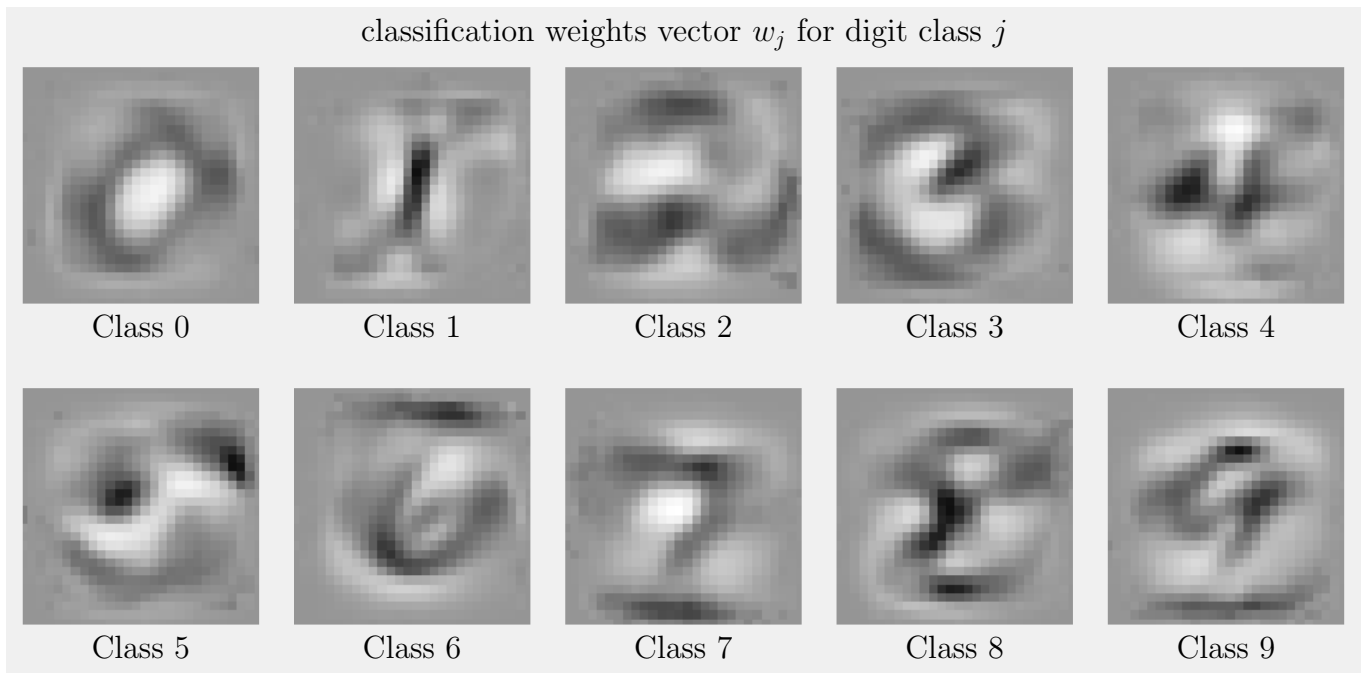 classification weights vector w_j for digit class j
Class 0 Class 1 Class 2 Class 3 Class 4
Class 5 Class 6 Class 7 Class 8 Class 9